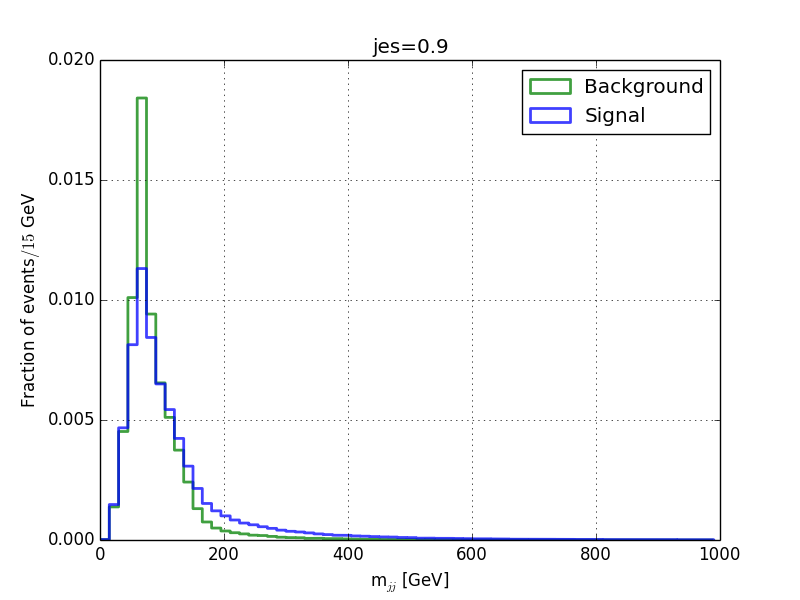 jes=0.9
0.020
0.015
0.010
0.005
0.000
Fraction of events/15 GeV
Background
Signal
0 200 400 600 800 1000
m_jj [GeV]